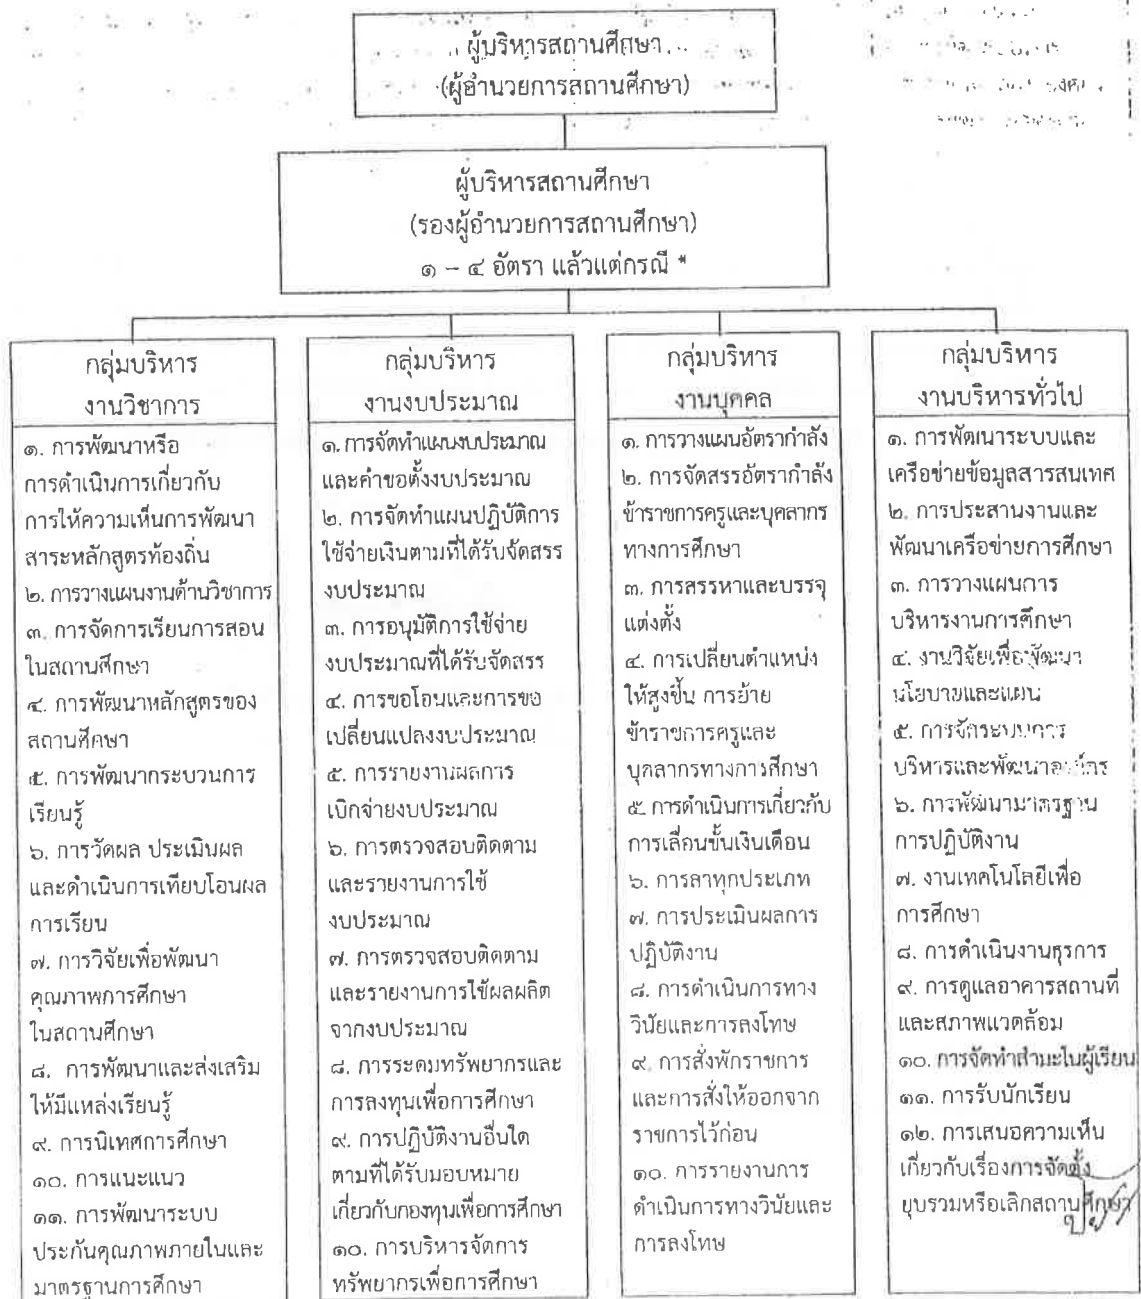 ผู้บริหารสถานศึกษา
(ผู้อำนวยการสถานศึกษา)
ผู้บริหารสถานศึกษา
(รองผู้อำนวยการสถานศึกษา)
๑ – ๔ อัตรา แล้วแต่กรณี *
กลุ่มบริหาร
งานวิชาการ
๑. การพัฒนาหรือ
การดำเนินการเกี่ยวกับ
การให้ความเห็นการพัฒนา
สาระหลักสูตรท้องถิ่น
๒. การวางแผนงานด้านวิชาการ
๓. การจัดการเรียนการสอน
ในสถานศึกษา
๔. การพัฒนาหลักสูตรของ
สถานศึกษา
๕. การพัฒนากระบวนการ
เรียนรู้
๖. การวัดผล ประเมินผล
และดำเนินการเทียบโอนผล
การเรียน
๗. การวิจัยเพื่อพัฒนา
คุณภาพการศึกษา
ในสถานศึกษา
๘. การพัฒนาและส่งเสริม
ให้มีแหล่งเรียนรู้
๙. การนิเทศการศึกษา
๑๐. การแนะแนว
๑๑. การพัฒนาระบบ
ประกันคุณภาพภายในและ
มาตรฐานการศึกษา
กลุ่มบริหาร
งานงบประมาณ
๑. การจัดทำแผนงบประมาณ
และคำขอตั้งงบประมาณ
๒. การจัดทำแผนปฏิบัติการ
ใช้จ่ายเงินตามที่ได้รับจัดสรร
งบประมาณ
๓. การอนุมัติการใช้จ่าย
งบประมาณที่ได้รับจัดสรร
๔. การขอโอนและการขอ
เปลี่ยนแปลงงบประมาณ
๕. การรายงานผลการ
เบิกจ่ายงบประมาณ
๖. การตรวจสอบติดตาม
และรายงานการใช้
งบประมาณ
๗. การตรวจสอบติดตาม
และรายงานการใช้ผลผลิต
จากงบประมาณ
๘. การระดมทรัพยากรและ
การลงทุนเพื่อการศึกษา
๙. การปฏิบัติงานอื่นใด
ตามที่ได้รับมอบหมาย
เกี่ยวกับกองทุนเพื่อการศึกษา
๑๐. การบริหารจัดการ
ทรัพยากรเพื่อการศึกษา
กลุ่มบริหาร
งานบุคคล
๑. การวางแผนอัตรากำลัง
๒. การจัดสรรอัตรากำลัง
ข้าราชการครูและบุคลากร
ทางการศึกษา
๓. การสรรหาและบรรจุ
แต่งตั้ง
๔. การเปลี่ยนตำแหน่ง
ให้สูงขึ้น การย้าย
ข้าราชการครูและ
บุคลากรทางการศึกษา
๕. การดำเนินการเกี่ยวกับ
การเลื่อนขั้นเงินเดือน
๖. การลาทุกประเภท
๗. การประเมินผลการ
ปฏิบัติงาน
๘. การดำเนินการทาง
วินัยและการลงโทษ
๙. การสั่งพักราชการ
และการสั่งให้ออกจาก
ราชการไว้ก่อน
๑๐. การรายงานการ
ดำเนินการทางวินัยและ
การลงโทษ
กลุ่มบริหาร
งานบริหารทั่วไป
๑. การพัฒนาระบบและ
เครือข่ายข้อมูลสารสนเทศ
๒. การประสานงานและ
พัฒนาเครือข่ายการศึกษา
๓. การวางแผนการ
บริหารงานการศึกษา
๔. งานวิจัยเพื่อพัฒนา
นโยบายและแผน
๕. การจัดระบบการ
บริหารและพัฒนาองค์กร
๖. การพัฒนามาตรฐาน
การปฏิบัติงาน
๗. งานเทคโนโลยีเพื่อ
การศึกษา
๘. การดำเนินงานธุรการ
๙. การดูแลอาคารสถานที่
และสภาพแวดล้อม
๑๐. การจัดทำสำมะโนผู้เรียน
๑๑. การรับนักเรียน
๑๒. การเสนอความเห็น
เกี่ยวกับเรื่องการจัดตั้ง
ยุบรวมหรือเลิกสถานศึกษา